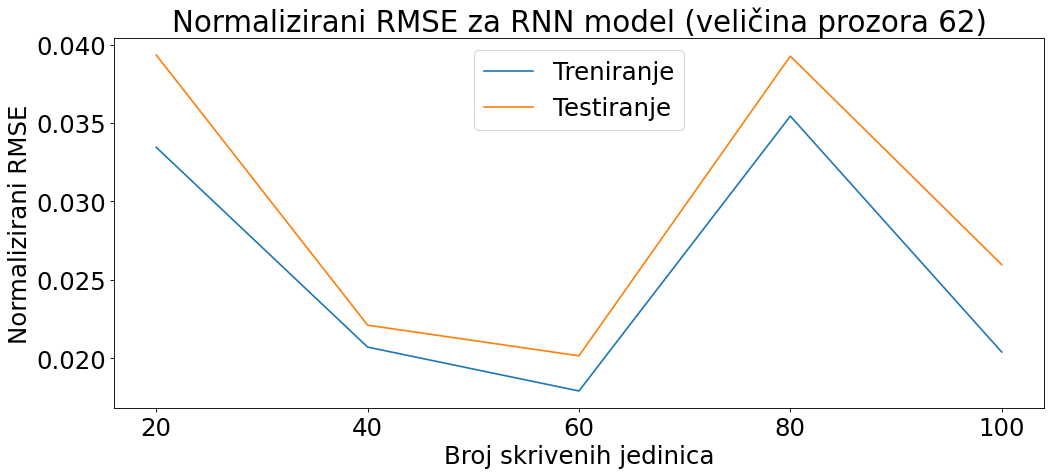 Normalizirani RMSE za RNN model (veličina prozora 62)
Treniranje
Testiranje
Normalizirani RMSE
0.040
0.035
0.030
0.025
0.020
20 40 60 80 100
Broj skrivenih jedinica